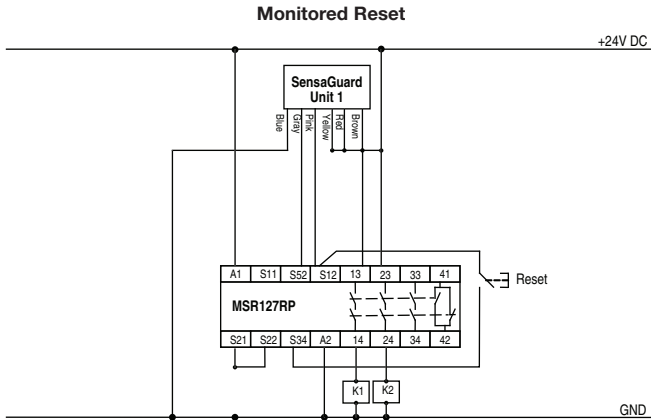 Monitored Reset
+24V DC
SensaGuard
Unit 1
Blue
Gray
Pink
Yellow
Red
Brown
A1 S11 S52 S12 13 23 33 41
Reset
MSR127RP
S21 S22 S34 A2 14 24 34 42
K1 K2
GND